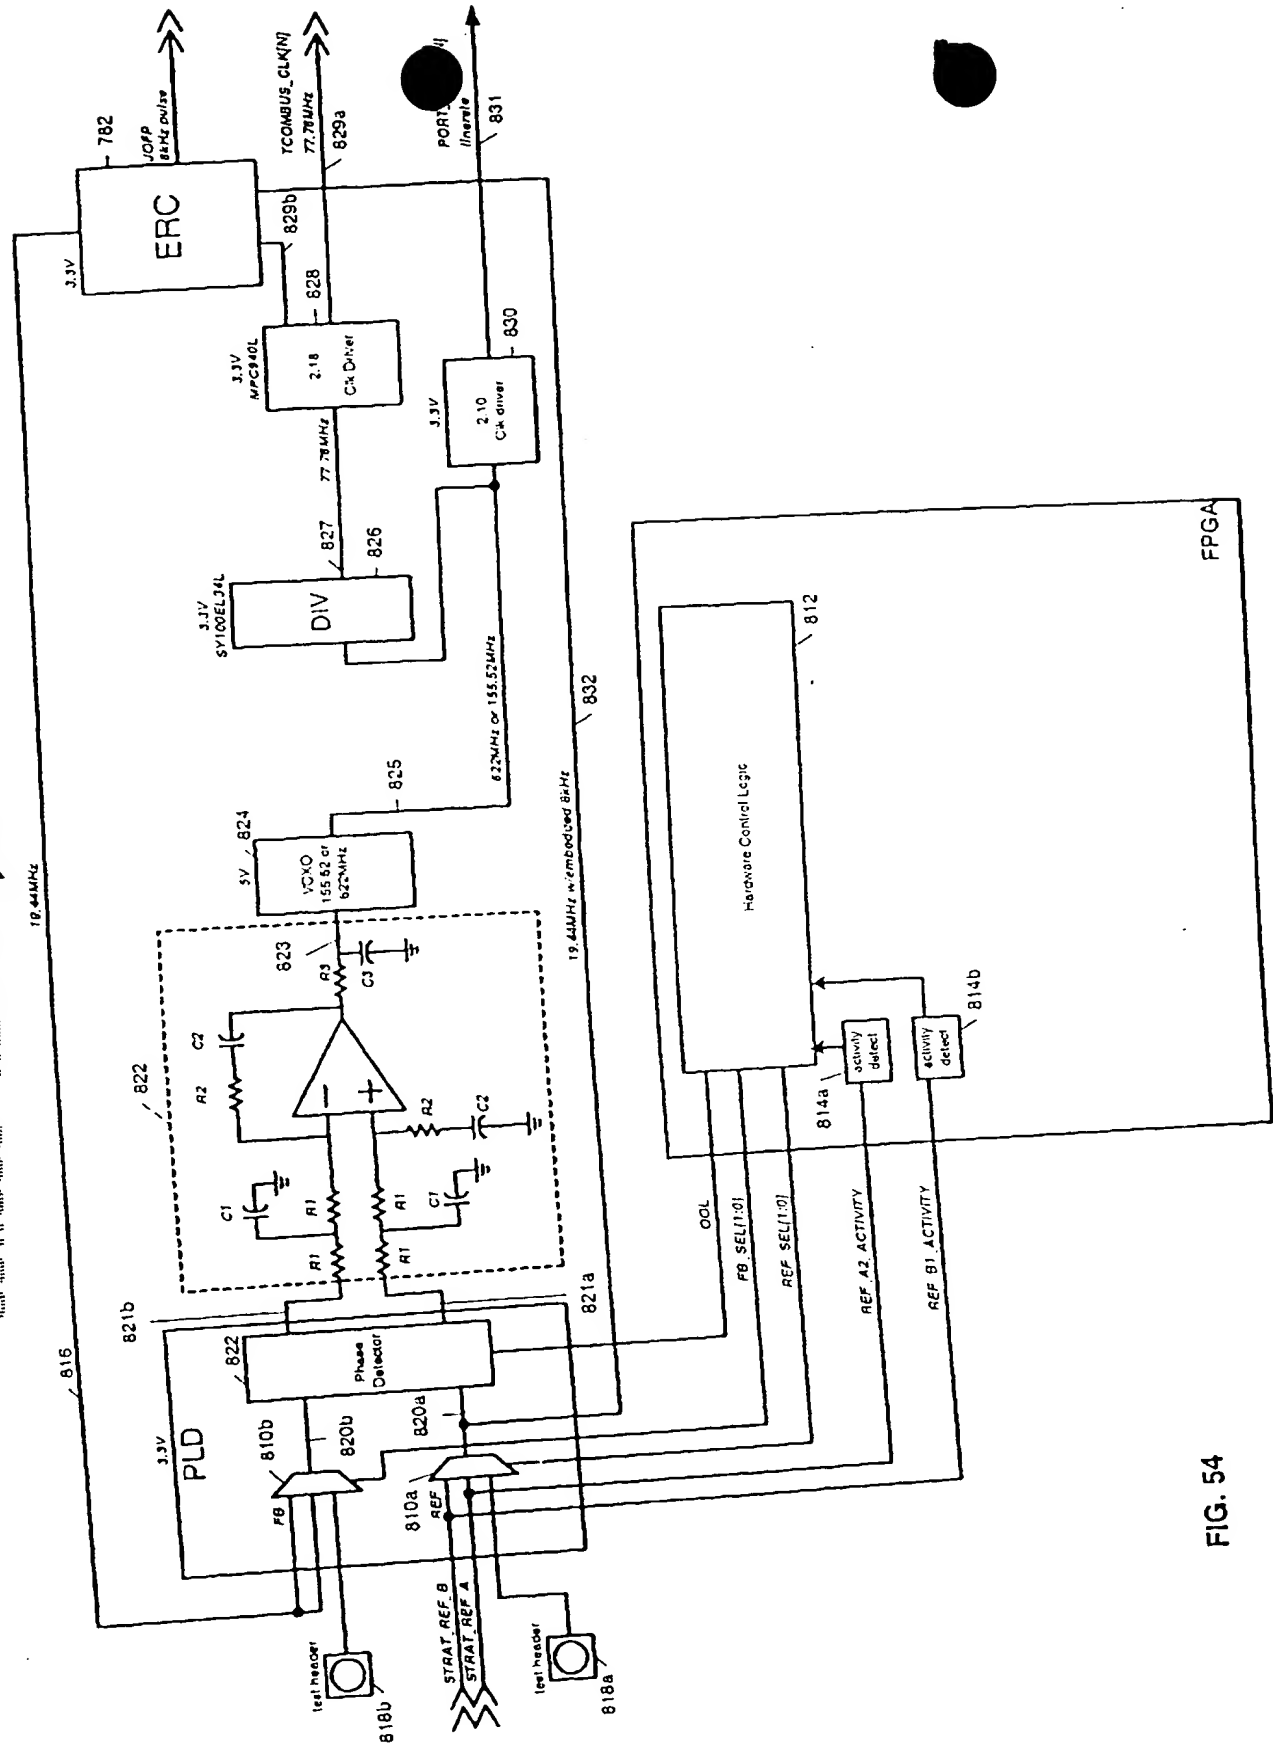 19.44MHz
816
3.3V
ERC
782
JOFP
8kHz pulse
829b
TCOMBUS_CLK[N]
77.76MHz
829a
3.3V
MPC940L
2.18
Clk Driver
828
77.76MHz
827
3.3V
SY100EL34L
DIV
826
PORT_
linerate
831
3.3V
2.10
Clk driver
830
622MHz or 155.52MHz
825
5V
824
VCXO
155.52 or
622MHz
823
822
R3
C3
C2
R2
R2
C2
C1
R1
R1
R1
R1
C1
19.44MHz w/embedded 8kHz
832
821b
821a
822
Phase
Detector
3.3V
PLD
810b
820b
820a
FB
810a
REF
test header
818b
STRAT_REF_B
STRAT_REF_A
test header
818a
Hardware Control Logic
812
FPGA
activity
detect
814a
activity
detect
814b
OOL
FB_SEL[1:0]
REF_SEL[1:0]
REF_A2_ACTIVITY
REF_B1_ACTIVITY
FIG. 54